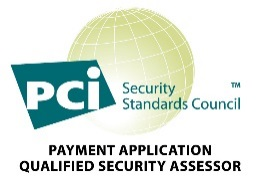 PCI
Security
Standards Council
™
PAYMENT APPLICATION
QUALIFIED SECURITY ASSESSOR